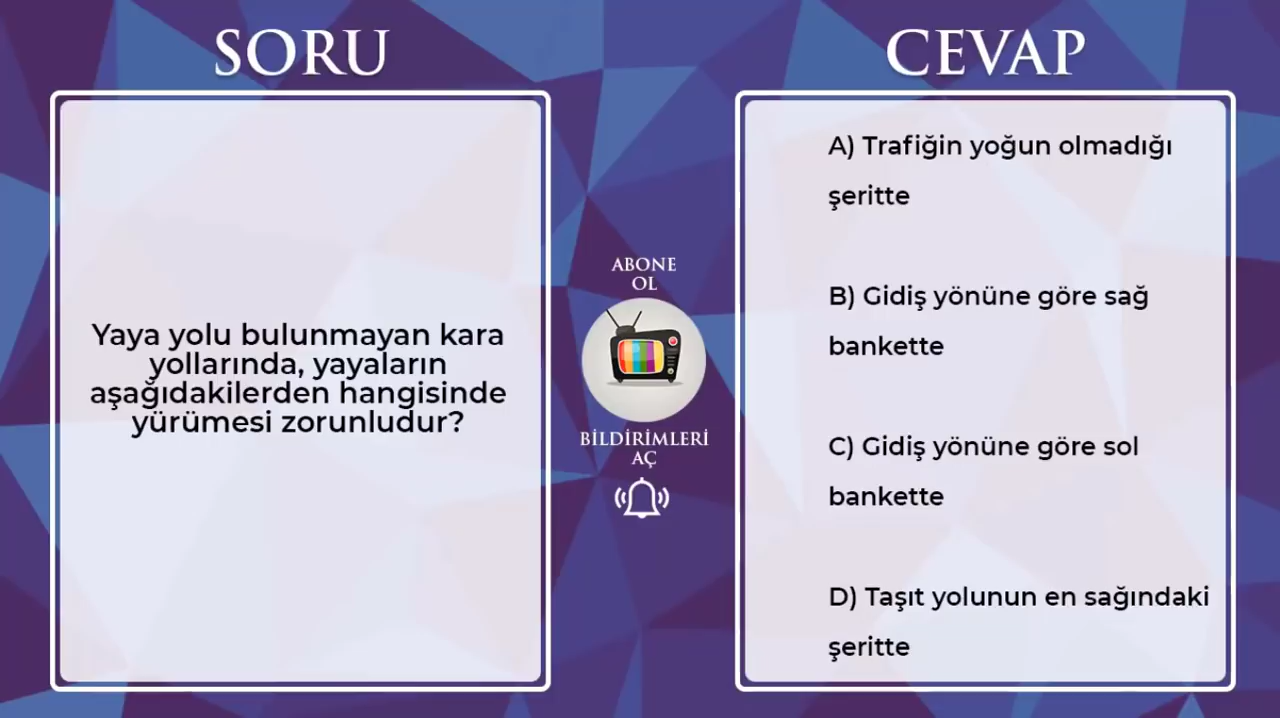 SORU
Yaya yolu bulunmayan kara
yollarında, yayaların
aşağıdakilerden hangisinde
yürümesi zorunludur?
ABONE
OL
BİLDİRİMLERİ
AÇ
CEVAP
A) Trafiğin yoğun olmadığı
şeritte
B) Gidiş yönüne göre sağ
bankette
C) Gidiş yönüne göre sol
bankette
D) Taşıt yolunun en sağındaki
şeritte